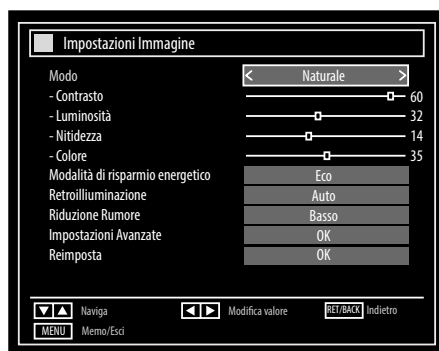 Impostazioni Immagine
Modo < Naturale >
- Contrasto 60
- Luminosità 32
- Nitidezza 14
- Colore 35
Modalità di risparmio energetico Eco
Retroilluminazione Auto
Riduzione Rumore Basso
Impostazioni Avanzate OK
Reimposta OK
Naviga Modifica valore RET/BACK Indietro
MENU Memo/Esci